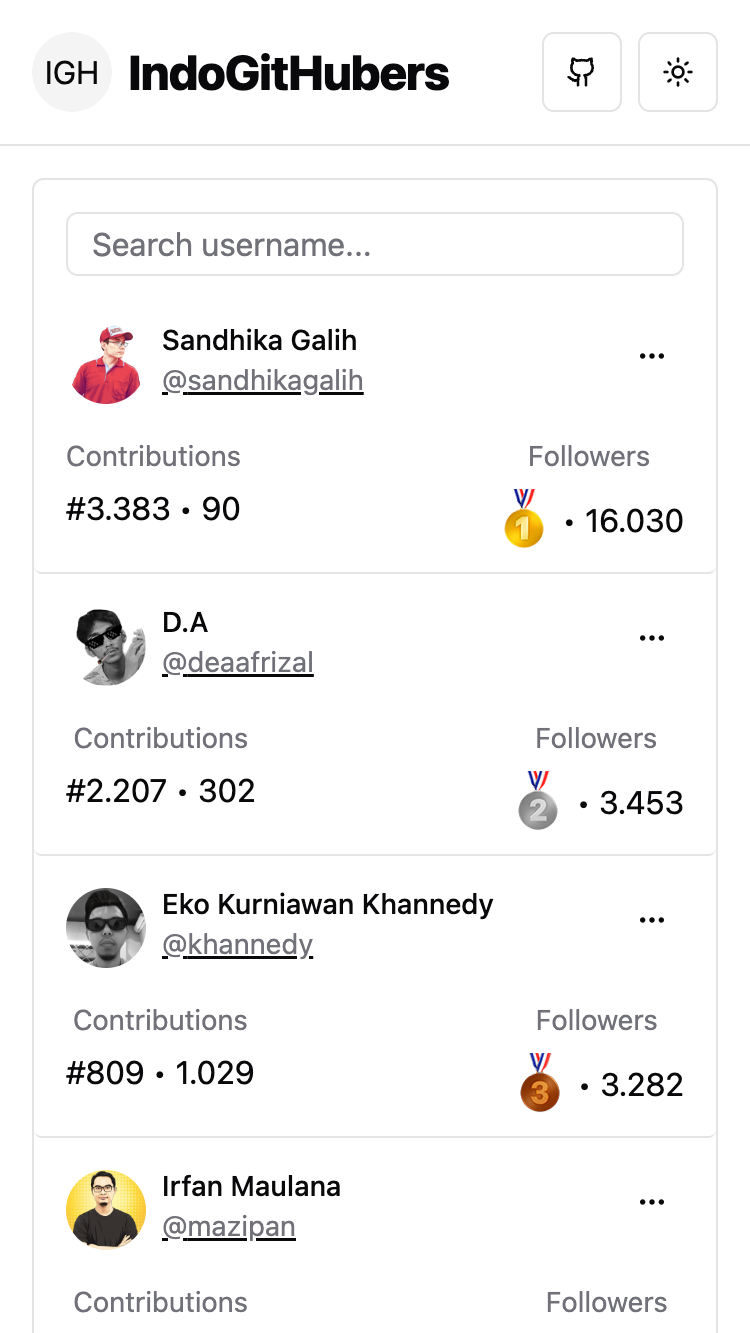 IGH IndoGitHubers
Search username...
Sandhika Galih
@sandhikagalih
Contributions Followers
#3.383 • 90 1 • 16.030
D.A
@deaafrizal
Contributions Followers
#2.207 • 302 2 • 3.453
Eko Kurniawan Khannedy
@khannedy
Contributions Followers
#809 • 1.029 3 • 3.282
Irfan Maulana
@mazipan
Contributions Followers